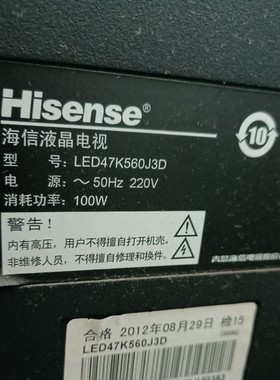 Hisense®
10
海信液晶电视
型 号: LED47K560J3D
电 源: ～50Hz 220V
消耗功率: 100W
警告!
内有高压，用户不得擅自打开机壳。
非维修人员，不得擅自修理和换件。
合格 2012年08月29日 检15
LED47K560J3D